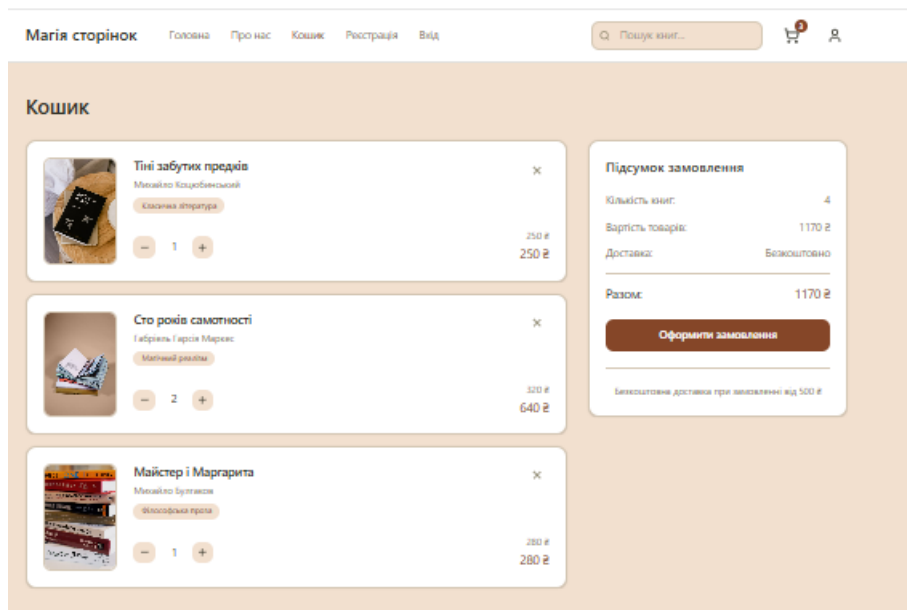 Магія сторінок Головна Про нас Кошик Реєстрація Вхід Пошук книг... 3
Кошик
Тіні забутих предків
Михайло Коцюбинський
Класична література
− 1 +
250 ₴
250 ₴
Сто років самотності
Габріель Гарсія Маркес
Магічний реалізм
− 2 +
320 ₴
640 ₴
Майстер і Маргарита
Михайло Булгаков
Філософська проза
− 1 +
280 ₴
280 ₴
Підсумок замовлення
Кількість книг: 4
Вартість товарів: 1170 ₴
Доставка: Безкоштовно
Разом: 1170 ₴
Оформити замовлення
Безкоштовна доставка при замовленні від 500 ₴